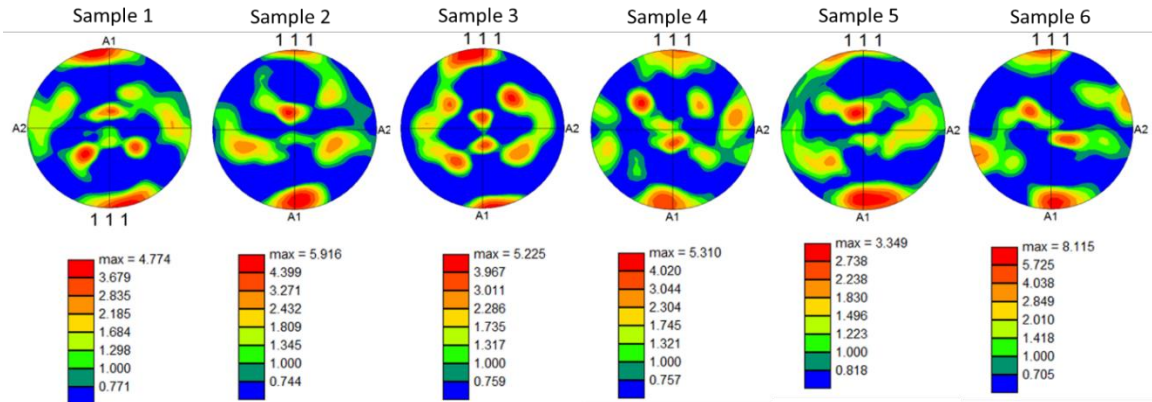 Sample 1
Sample 2
Sample 3
Sample 4
Sample 5
Sample 6
A1
1 1 1
1 1 1
1 1 1
1 1 1
1 1 1
A2
A2
A2
A2
A2
A2
1 1 1
A1
A1
A1
A1
A1
max = 4.774
3.679
2.835
2.185
1.684
1.298
1.000
0.771
max = 5.916
4.399
3.271
2.432
1.809
1.345
1.000
0.744
max = 5.225
3.967
3.011
2.286
1.735
1.317
1.000
0.759
max = 5.310
4.020
3.044
2.304
1.745
1.321
1.000
0.757
max = 3.349
2.738
2.238
1.830
1.496
1.223
1.000
0.818
max = 8.115
5.725
4.038
2.849
2.010
1.418
1.000
0.705